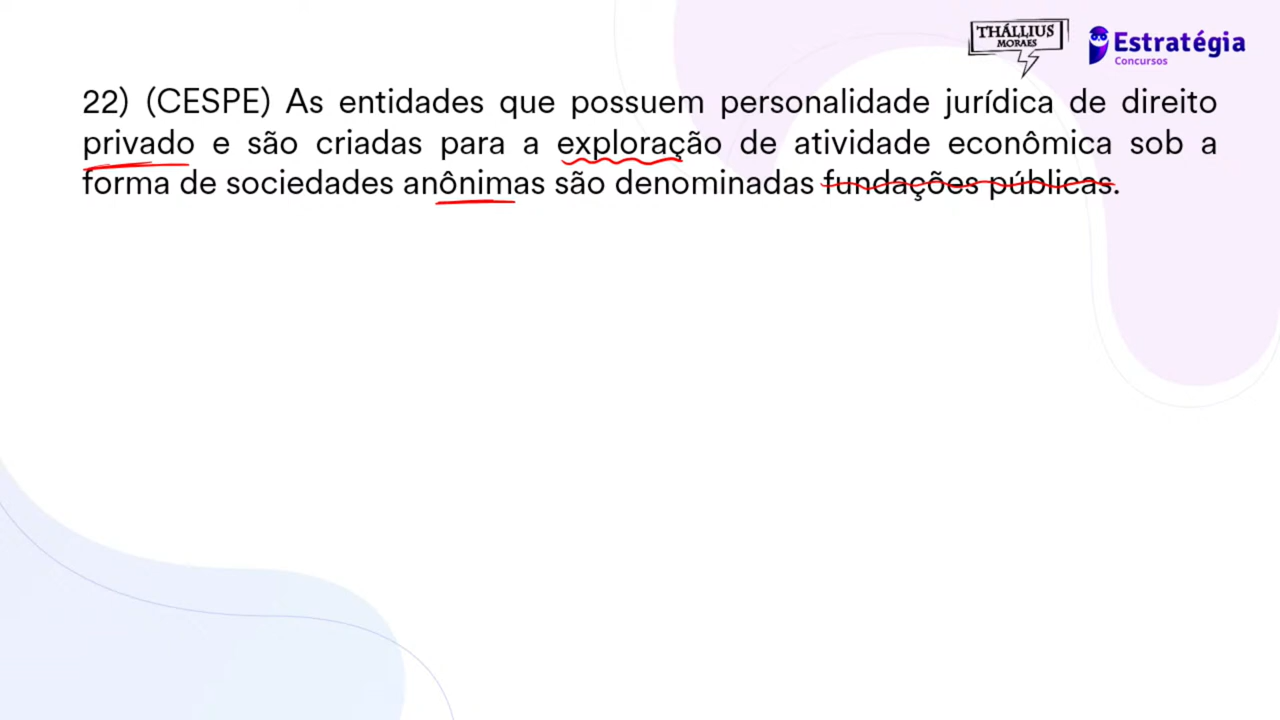 THÁLLIUS
MORAES
Estratégia
Concursos
22) (CESPE) As entidades que possuem personalidade jurídica de direito
privado e são criadas para a exploração de atividade econômica sob a
forma de sociedades anônimas são denominadas fundações públicas.